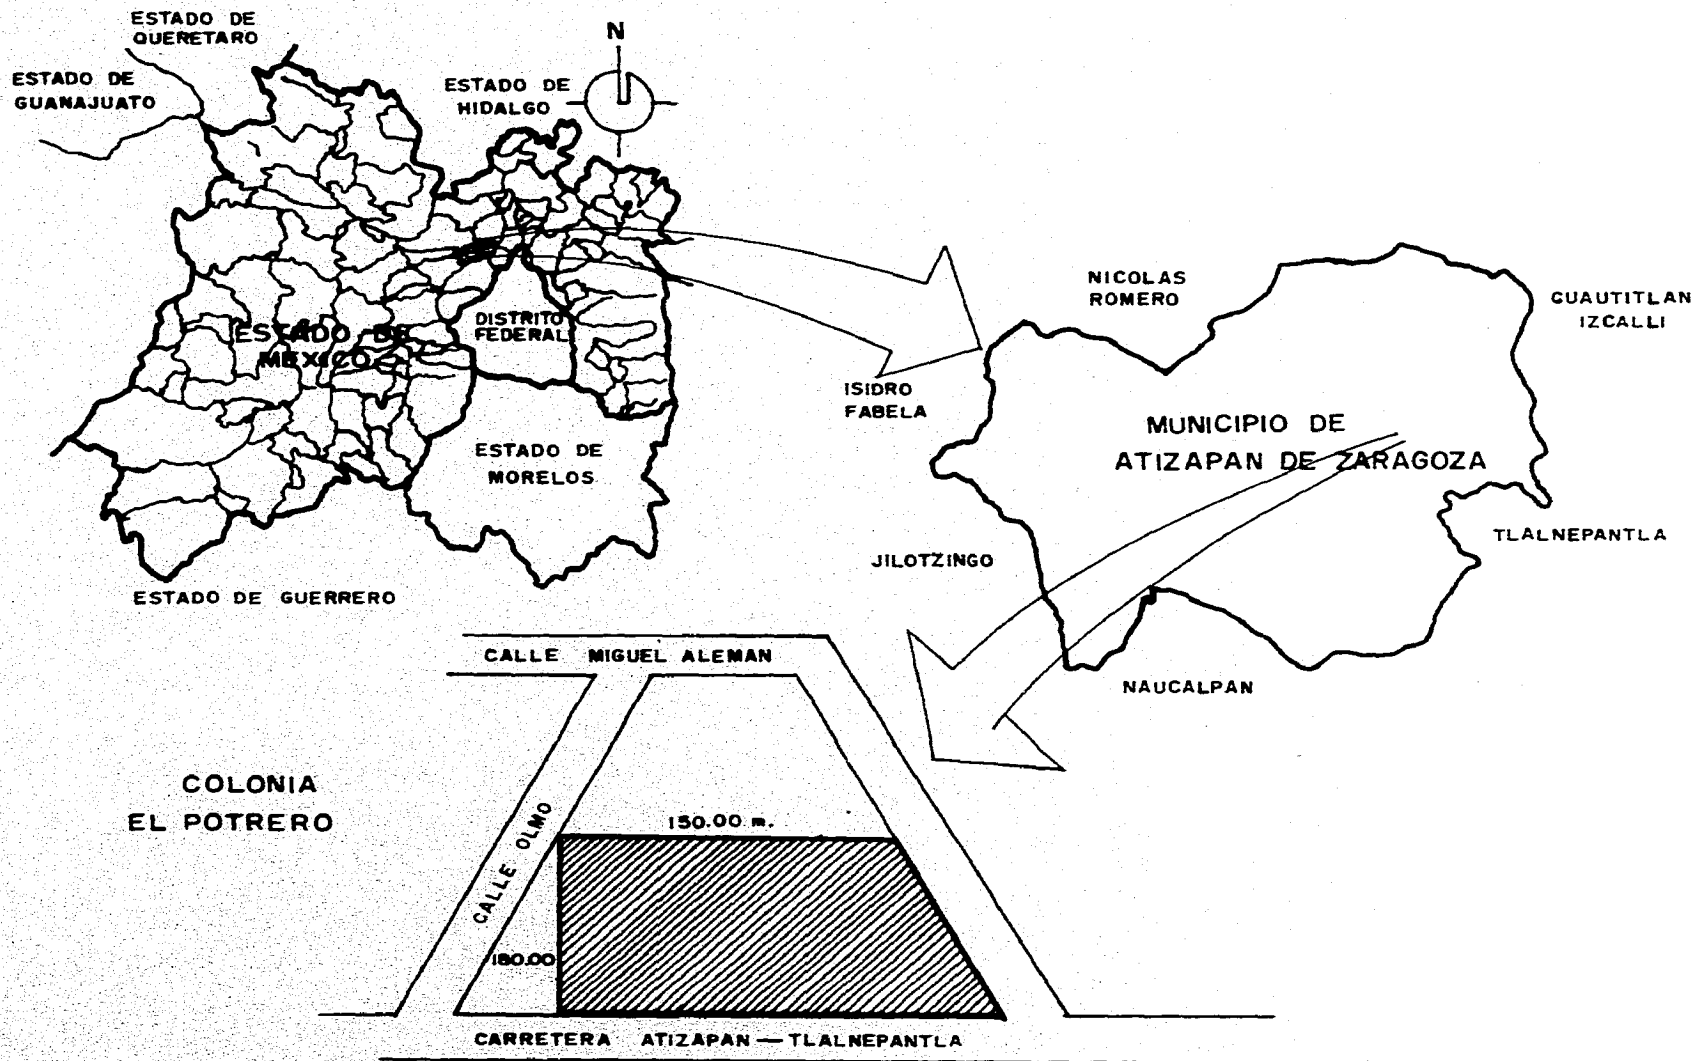 ESTADO DE
QUERETARO
ESTADO DE
GUANAJUATO
ESTADO DE
HIDALGO
N
DISTRITO
FEDERAL
ESTADO DE
MEXICO
ESTADO DE
MORELOS
ESTADO DE GUERRERO
NICOLAS
ROMERO
CUAUTITLAN
IZCALLI
ISIDRO
FABELA
MUNICIPIO DE
ATIZAPAN DE ZARAGOZA
TLALNEPANTLA
JILOTZINGO
NAUCALPAN
CALLE MIGUEL ALEMAN
COLONIA
EL POTRERO
CALLE OLMO
150.00 m.
180.00
CARRETERA ATIZAPAN — TLALNEPANTLA